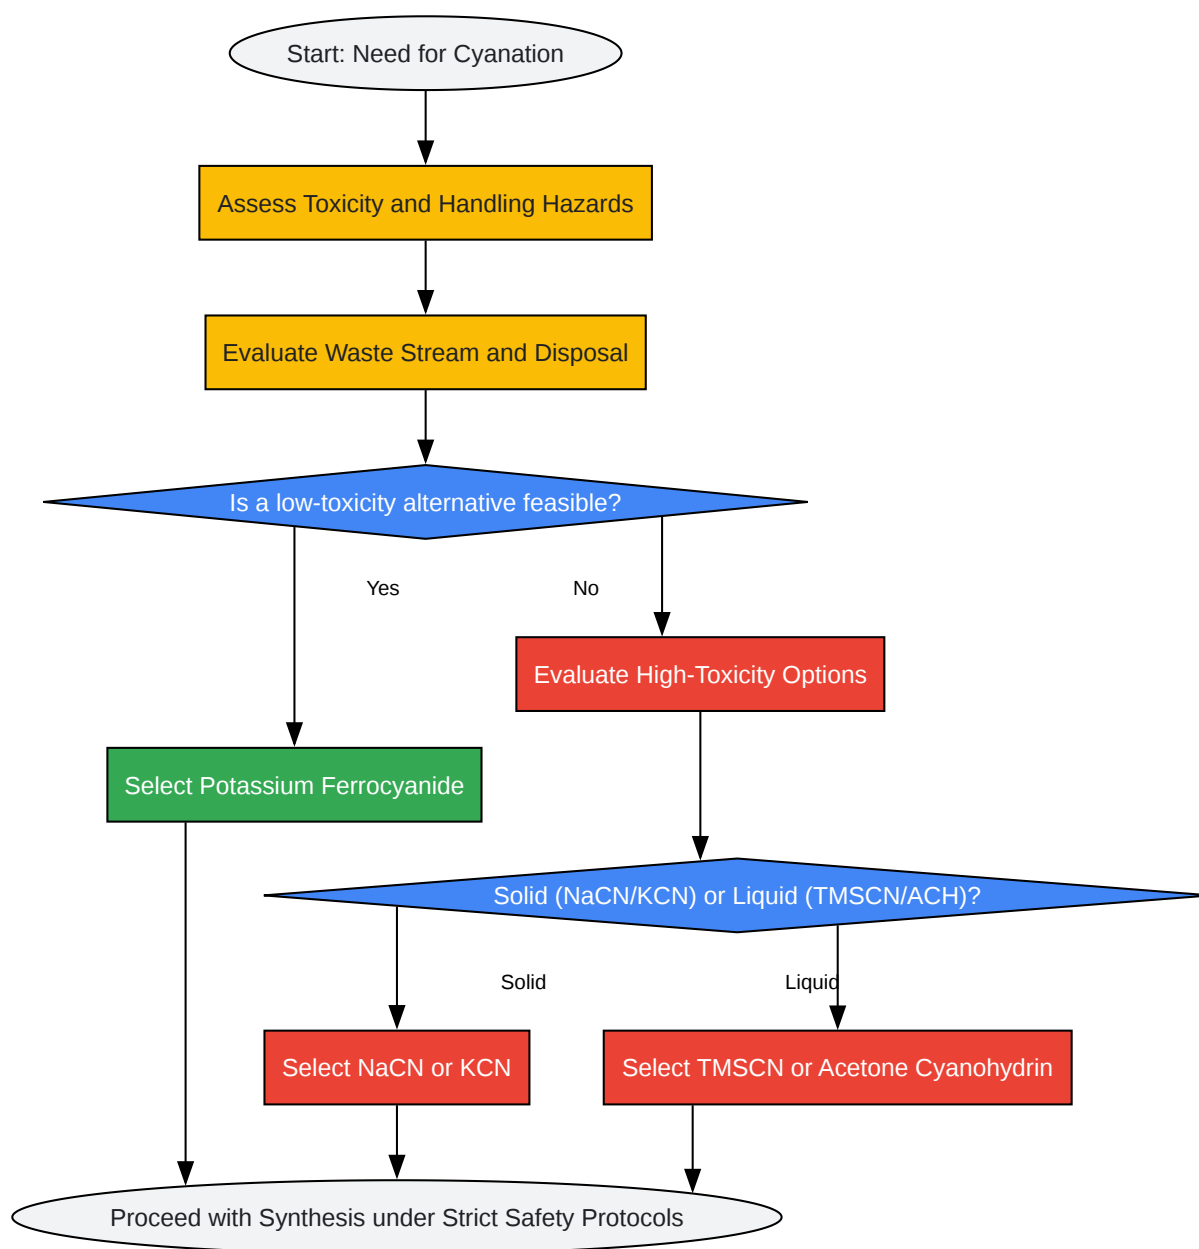 Start: Need for Cyanation
Assess Toxicity and Handling Hazards
Evaluate Waste Stream and Disposal
Is a low-toxicity alternative feasible?
Yes
No
Evaluate High-Toxicity Options
Select Potassium Ferrocyanide
Solid (NaCN/KCN) or Liquid (TMSCN/ACH)?
Solid
Liquid
Select NaCN or KCN
Select TMSCN or Acetone Cyanohydrin
Proceed with Synthesis under Strict Safety Protocols